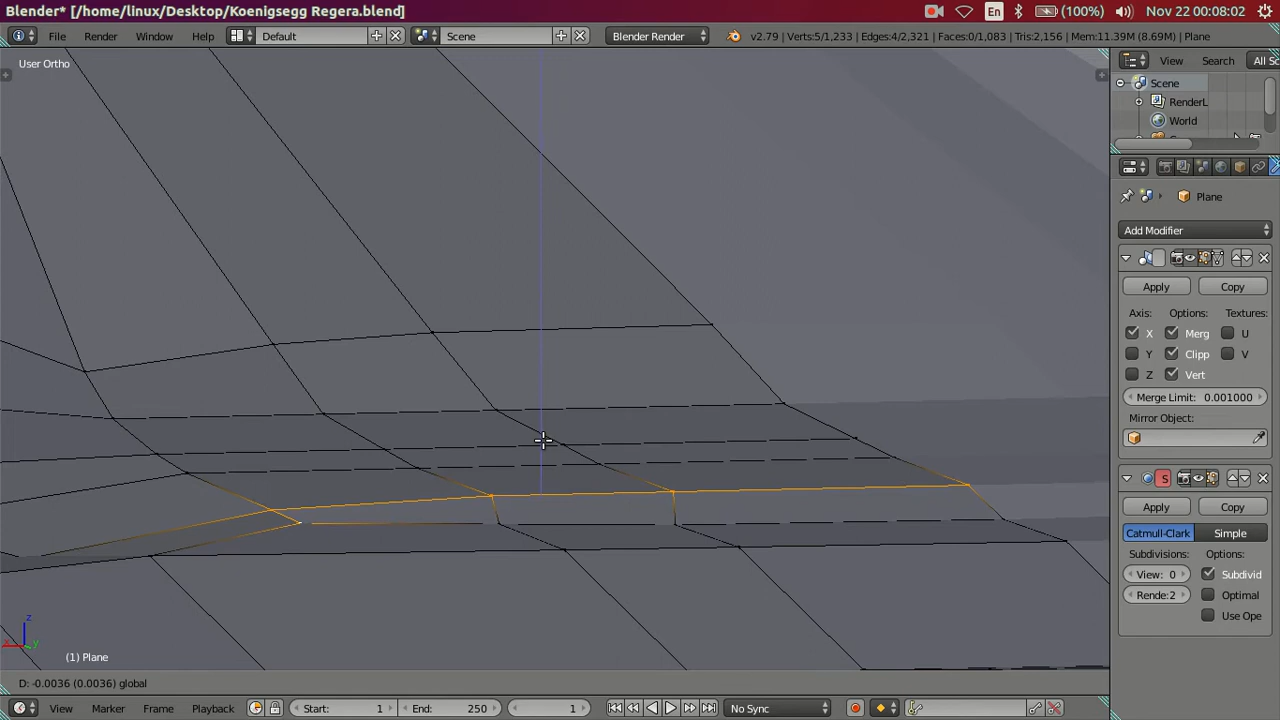 Blender* [/home/linux/Desktop/Koenigsegg Regera.blend]
En (100%) Nov 22 00:08:02
File Render Window Help Default Scene Blender Render v2.79 | Verts:5/1,233 | Edges:4/2,321 | Faces:0/1,083 | Tris:2,156 | Mem:11.39M (8.69M) | Plane
User Ortho
View Search All Sc
Scene
RenderL
World
Plane
Add Modifier
Apply Copy
Axis: Options: Textures:
X Merg U
Y Clipp V
Z Vert
Merge Limit: 0.001000
Mirror Object:
S
Apply Copy
Catmull-Clark Simple
Subdivisions: Options:
View: 0 Subdivid
Rende:2 Optimal
Use Ope
z
x y
(1) Plane
D: -0.0036 (0.0036) global
View Marker Frame Playback Start: 1 End: 250 1 No Sync